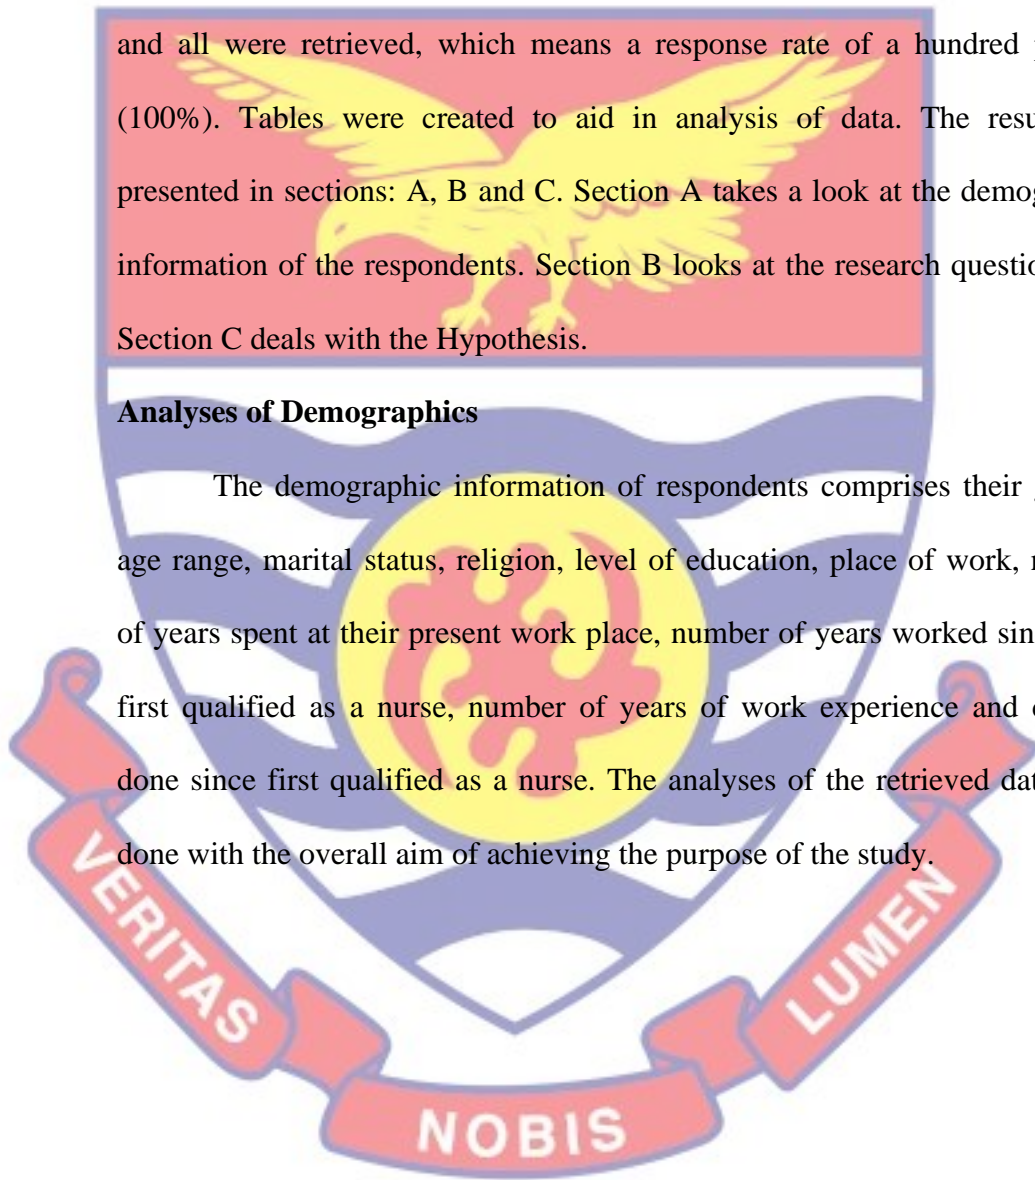 and all were retrieved, which means a response rate of a hundred
(100%). Tables were created to aid in analysis of data. The
presented in sections: A, B and C. Section A takes a look at the
information of the respondents. Section B looks at the research
Section C deals with the Hypothesis.
Analyses of Demographics
The demographic information of respondents comprises their
age range, marital status, religion, level of education, place of work,
of years spent at their present work place, number of years worked
first qualified as a nurse, number of years of work experience and
done since first qualified as a nurse. The analyses of the retrieved
done with the overall aim of achieving the purpose of the study.
VERITAS
NOBIS
LUMEN